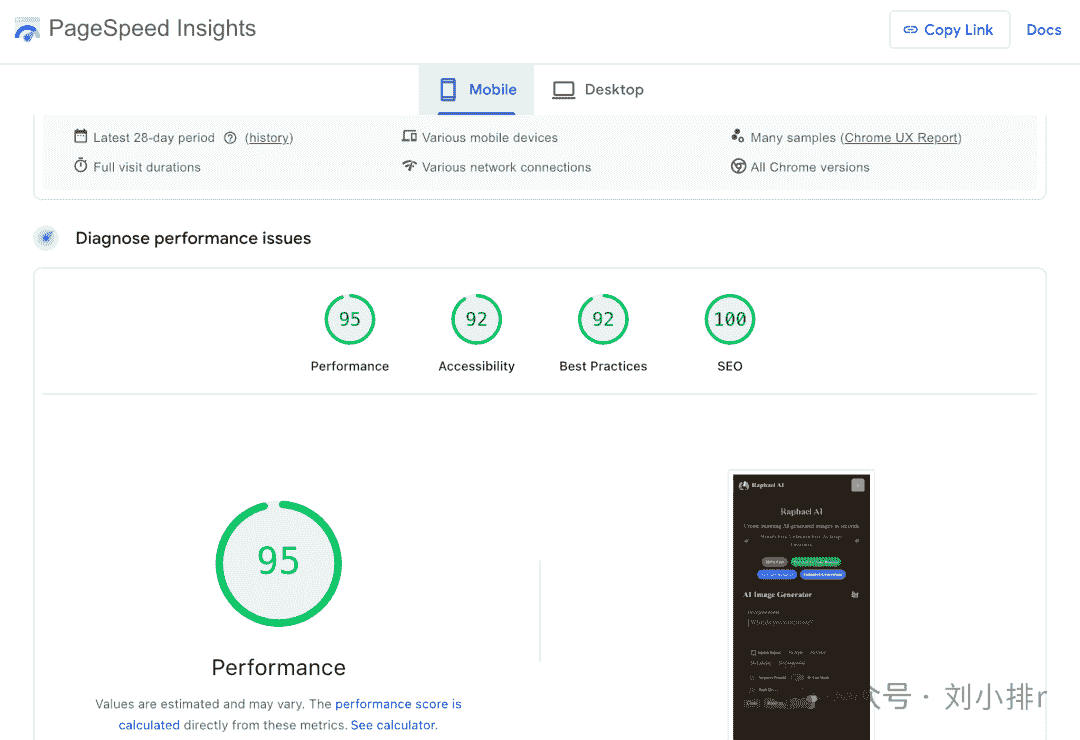 PageSpeed Insights
Copy Link
Docs
Mobile
Desktop
Latest 28-day period (history)
Various mobile devices
Many samples (Chrome UX Report)
Full visit durations
Various network connections
All Chrome versions
Diagnose performance issues
95
92
92
100
Performance
Accessibility
Best Practices
SEO
95
Performance
Values are estimated and may vary. The performance score is
calculated directly from these metrics. See calculator.
Raphael AI
Raphael AI
AI Image Generator
众号 · 刘小排r